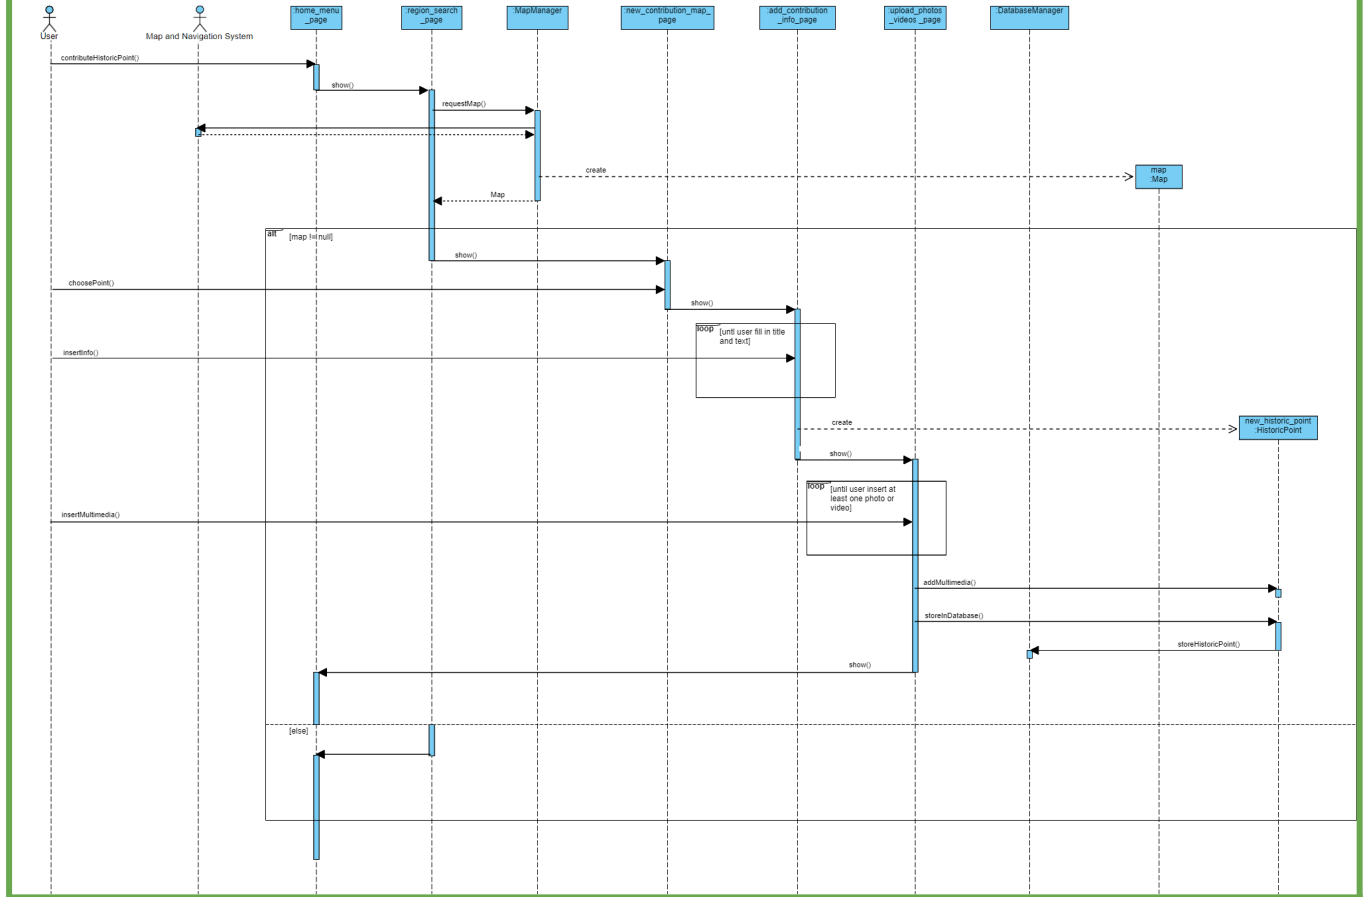 :home_menu
_page
:region_search
_page
:MapManager
:new_contribution_map_
page
:add_contribution
_info_page
:upload_photos
_videos _page
:DatabaseManager
User
Map and Navigation System
contributeHistoricPoint()
show()
requestMap()
create
map
:Map
Map
alt
[map != null]
show()
choosePoint()
show()
loop
[untl user fill in title
and text]
insertInfo()
create
new_historic_point
:HistoricPoint
show()
loop
[until user insert at
least one photo or
video]
insertMultimedia()
addMultimedia()
storeInDatabase()
storeHistoricPoint()
show()
[else]